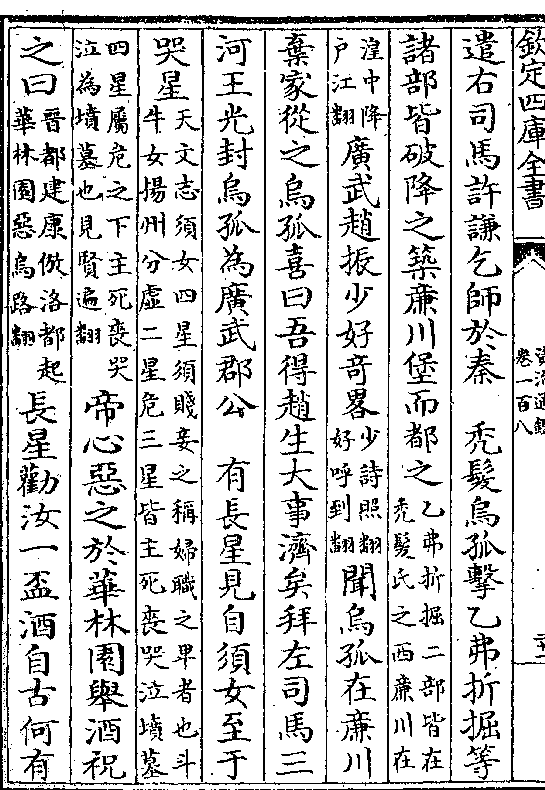 欽定四庫全書
資治通鑑
卷一百八
遣右司馬許謙乞師於秦 禿髮烏孤擊乙弗折掘等
諸部皆破降之築亷川堡而都之乙弗折掘二部皆在禿髮氏之西亷川在
湟中降户江翻廣武趙振少好竒畧少詩照翻好呼到翻聞烏孤在亷川
棄家從之烏孤喜曰吾得趙生大事濟矣拜左司馬三
河王光封烏孤為廣武郡公 有長星見自須女至于
哭星天文志須女四星須賤妾之稱婦職之卑者也斗牛女揚州分虛二星危三星皆主死喪哭泣墳墓
四星屬危之下主死喪哭泣為墳墓也見賢遍翻帝心惡之於華林園舉酒祝
之曰晉都建康倣洛都起華林園惡烏路翻長星勸汝一盃酒自古何有